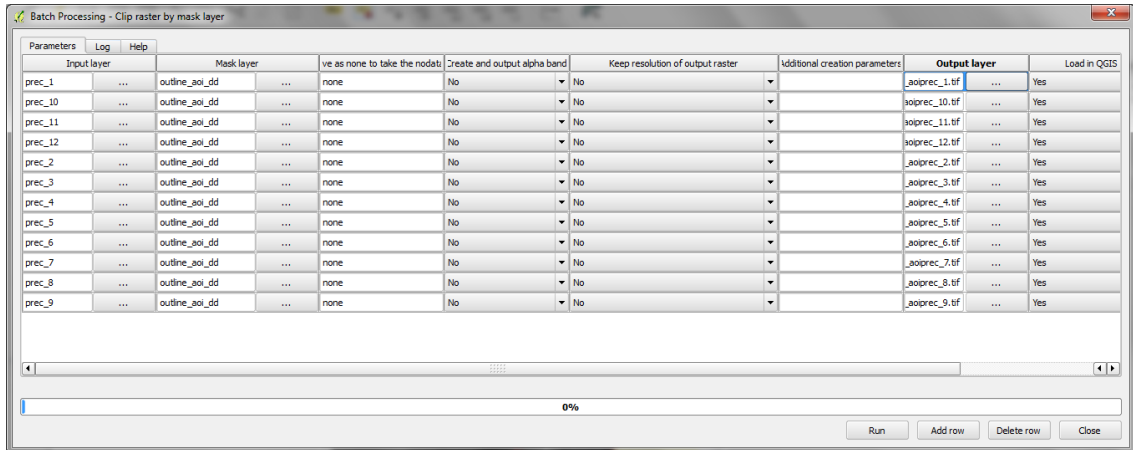 Batch Processing - Clip raster by mask layer
Parameters Log Help
Input layer Mask layer ve as none to take the nodata Create and output alpha band Keep resolution of output raster Additional creation parameters Output layer Load in QGIS
prec_1 ... outline_aoi_dd ... none No No _aoiprec_1.tif ... Yes
prec_10 ... outline_aoi_dd ... none No No aoiprec_10.tif ... Yes
prec_11 ... outline_aoi_dd ... none No No aoiprec_11.tif ... Yes
prec_12 ... outline_aoi_dd ... none No No aoiprec_12.tif ... Yes
prec_2 ... outline_aoi_dd ... none No No _aoiprec_2.tif ... Yes
prec_3 ... outline_aoi_dd ... none No No _aoiprec_3.tif ... Yes
prec_4 ... outline_aoi_dd ... none No No _aoiprec_4.tif ... Yes
prec_5 ... outline_aoi_dd ... none No No _aoiprec_5.tif ... Yes
prec_6 ... outline_aoi_dd ... none No No _aoiprec_6.tif ... Yes
prec_7 ... outline_aoi_dd ... none No No _aoiprec_7.tif ... Yes
prec_8 ... outline_aoi_dd ... none No No _aoiprec_8.tif ... Yes
prec_9 ... outline_aoi_dd ... none No No _aoiprec_9.tif ... Yes
0%
Run Add row Delete row Close